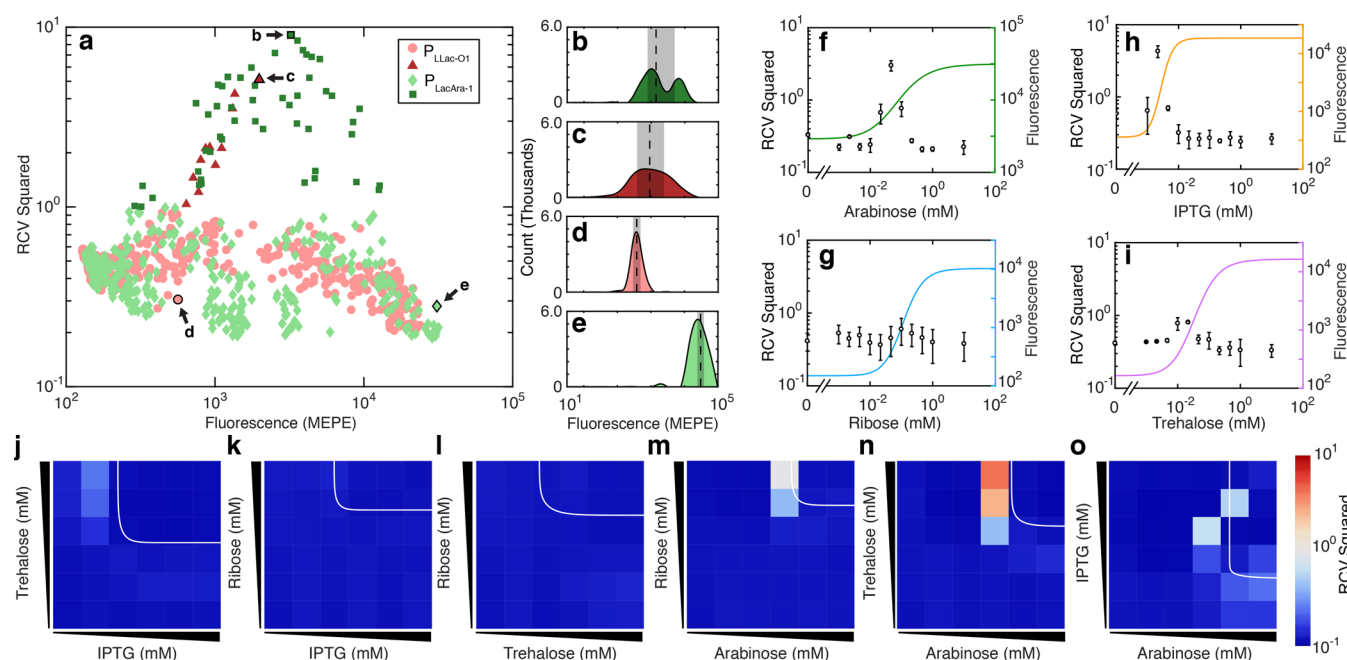 a
b
c
d
e
P_LLac-O1
P_LacAra-1
RCV Squared
10^1
10^0
10^-1
10^2
10^3
10^4
10^5
Fluorescence (MEPE)
b
6.0
0
c
6.0
0
d
6.0
0
e
6.0
0
Count (Thousands)
10^1
10^5
Fluorescence (MEPE)
f
RCV Squared
10^1
10^0
10^-1
10^5
10^4
10^3
Fluorescence
0
10^-2
10^0
10^2
Arabinose (mM)
g
RCV Squared
10^1
10^0
10^-1
10^4
10^3
10^2
Fluorescence
0
10^-2
10^0
10^2
Ribose (mM)
h
RCV Squared
10^1
10^0
10^-1
10^4
10^3
10^2
Fluorescence
0
10^-2
10^0
10^2
IPTG (mM)
i
RCV Squared
10^1
10^0
10^-1
10^4
10^3
10^2
Fluorescence
0
10^-2
10^0
10^2
Trehalose (mM)
j
Trehalose (mM)
IPTG (mM)
k
Ribose (mM)
IPTG (mM)
l
Ribose (mM)
Trehalose (mM)
m
Ribose (mM)
Arabinose (mM)
n
Trehalose (mM)
Arabinose (mM)
o
IPTG (mM)
Arabinose (mM)
10^1
10^0
10^-1
RCV Squared